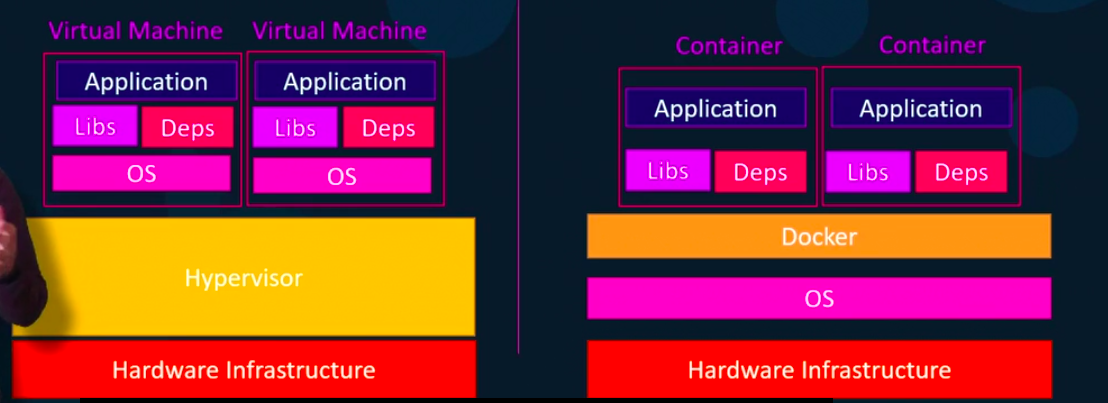 Virtual Machine Virtual Machine
Application Application
Libs Deps Libs Deps
OS OS
Hypervisor
Hardware Infrastructure
Container Container
Application Application
Libs Deps Libs Deps
Docker
OS
Hardware Infrastructure